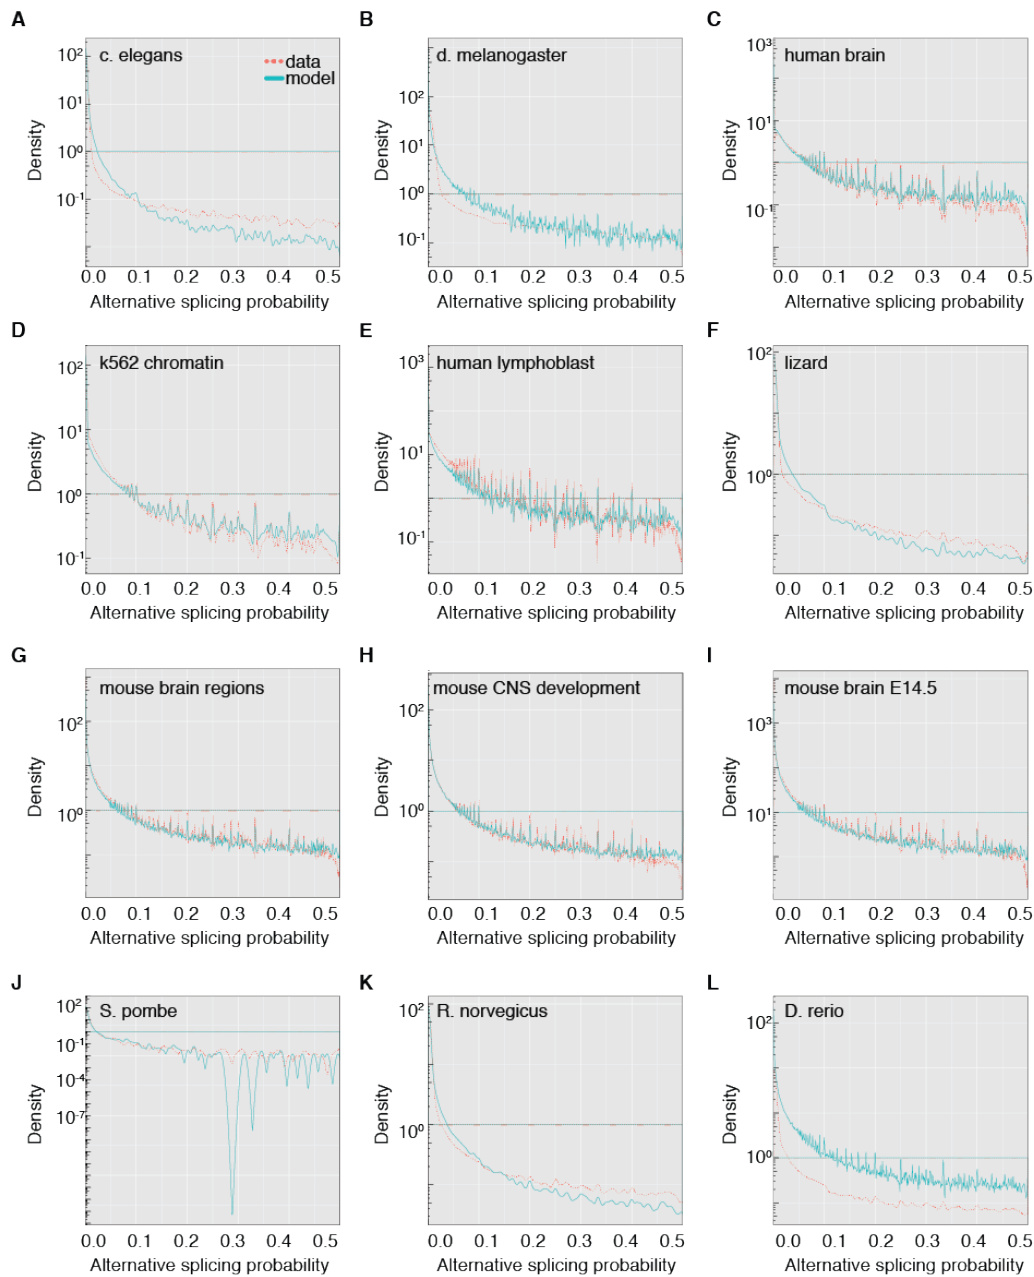 A
B
C
c. elegans
data
model
d. melanogaster
human brain
10²
10¹
10⁰
10⁻¹
Density
0.0 0.1 0.2 0.3 0.4 0.5
Alternative splicing probability
10²
10⁰
10⁻¹
Density
0.0 0.1 0.2 0.3 0.4 0.5
Alternative splicing probability
10³
10¹
10⁻¹
Density
0.0 0.1 0.2 0.3 0.4 0.5
Alternative splicing probability
D
E
F
k562 chromatin
human lymphoblast
lizard
10²
10¹
10⁰
10⁻¹
Density
0.0 0.1 0.2 0.3 0.4 0.5
Alternative splicing probability
10³
10¹
10⁻¹
Density
0.0 0.1 0.2 0.3 0.4 0.5
Alternative splicing probability
10²
10⁰
Density
0.0 0.1 0.2 0.3 0.4 0.5
Alternative splicing probability
G
H
I
mouse brain regions
mouse CNS development
mouse brain E14.5
10²
10⁰
Density
0.0 0.1 0.2 0.3 0.4 0.5
Alternative splicing probability
10²
10⁰
Density
0.0 0.1 0.2 0.3 0.4 0.5
Alternative splicing probability
10³
10¹
Density
0.0 0.1 0.2 0.3 0.4 0.5
Alternative splicing probability
J
K
L
S. pombe
R. norvegicus
D. rerio
10²
10⁻¹
10⁻⁴
10⁻⁷
Density
0.0 0.1 0.2 0.3 0.4 0.5
Alternative splicing probability
10²
10⁰
Density
0.0 0.1 0.2 0.3 0.4 0.5
Alternative splicing probability
10²
10⁰
Density
0.0 0.1 0.2 0.3 0.4 0.5
Alternative splicing probability